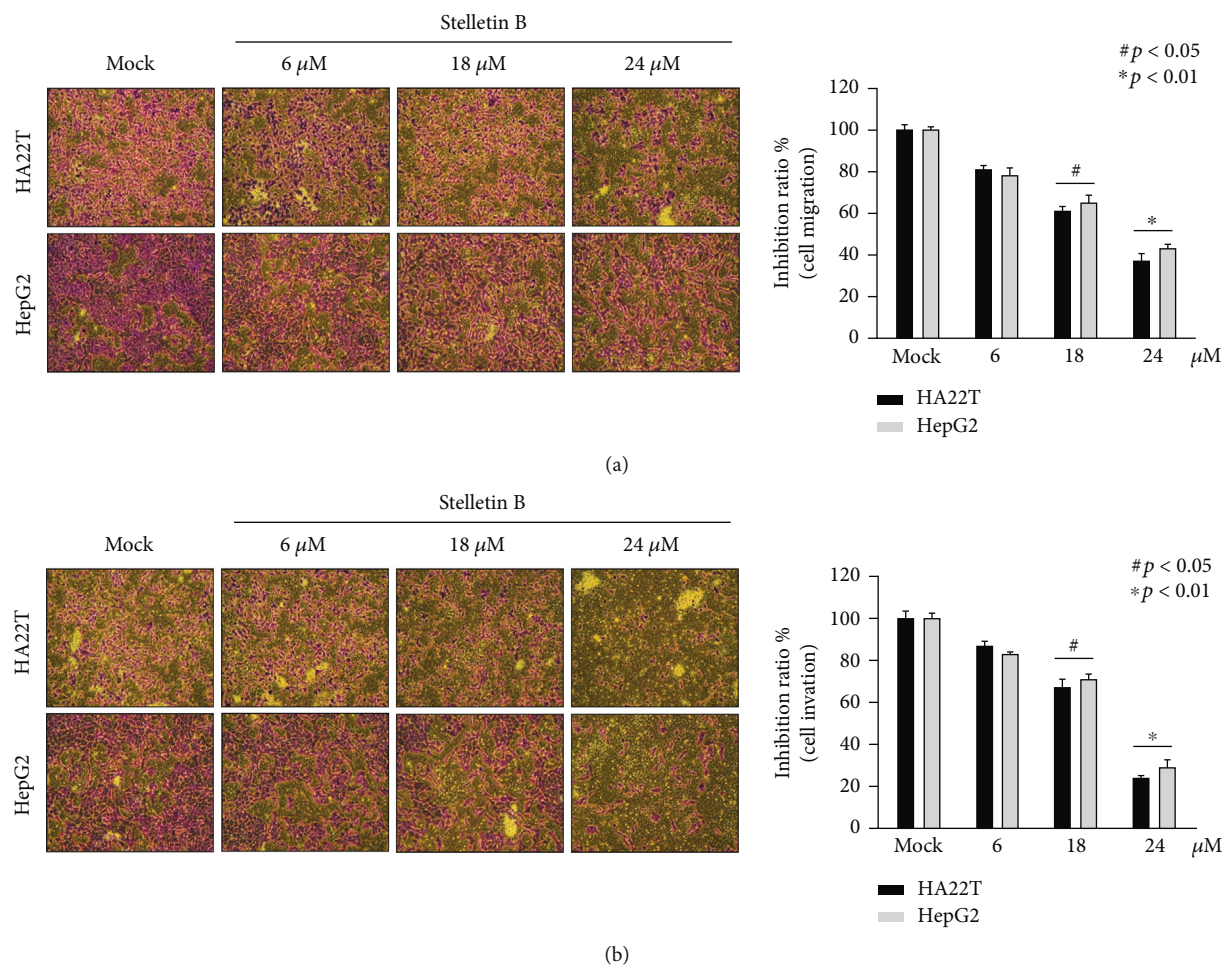 Stelletin B
Mock 6 μM 18 μM 24 μM
HA22T
HepG2
#p < 0.05
*p < 0.01
Inhibition ratio %
(cell migration)
120
100
80
60
40
20
0
#
*
Mock 6 18 24 μM
HA22T
HepG2
(a)
Stelletin B
Mock 6 μM 18 μM 24 μM
HA22T
HepG2
#p < 0.05
*p < 0.01
Inhibition ratio %
(cell invation)
120
100
80
60
40
20
0
#
*
Mock 6 18 24 μM
HA22T
HepG2
(b)